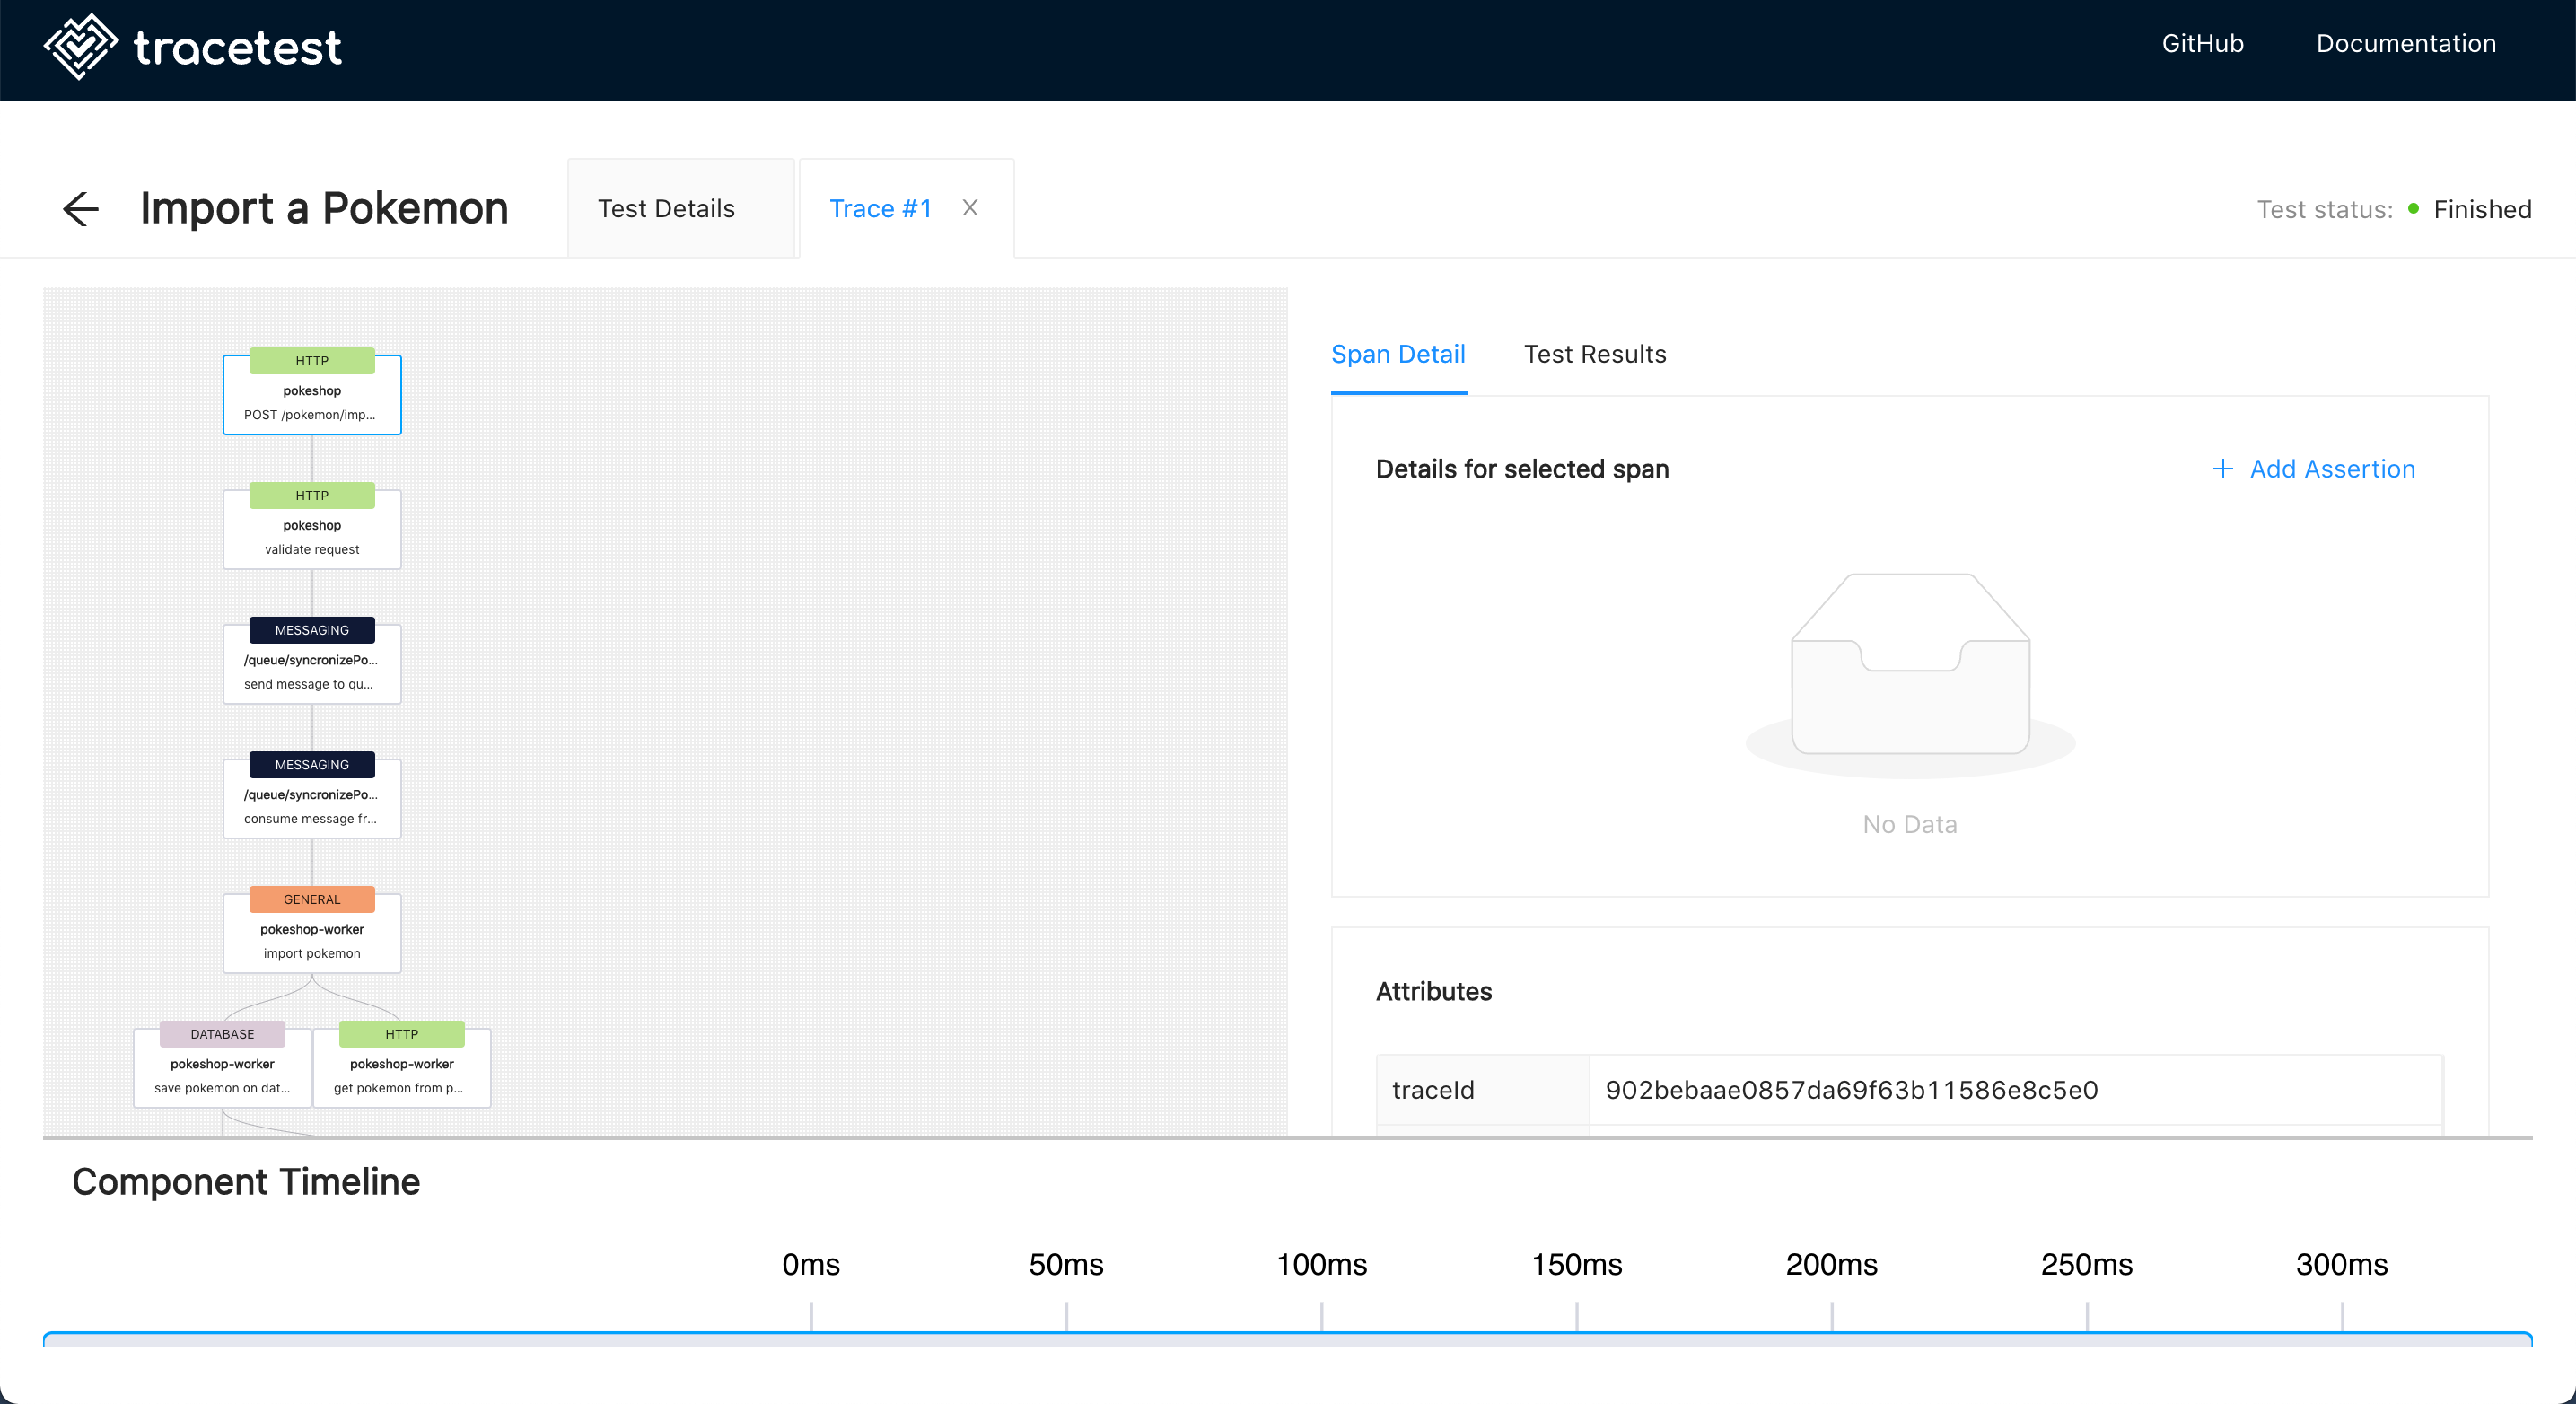 tracetest
GitHub
Documentation
Import a Pokemon
Test Details
Trace #1
Test status:
Finished
HTTP
pokeshop
POST /pokemon/imp...
HTTP
pokeshop
validate request
MESSAGING
/queue/syncronizePo...
send message to qu...
MESSAGING
/queue/syncronizePo...
consume message fr...
GENERAL
pokeshop-worker
import pokemon
DATABASE
pokeshop-worker
save pokemon on dat...
HTTP
pokeshop-worker
get pokemon from p...
Span Detail
Test Results
Details for selected span
+ Add Assertion
No Data
Attributes
traceId
902bebaae0857da69f63b11586e8c5e0
Component Timeline
0ms
50ms
100ms
150ms
200ms
250ms
300ms